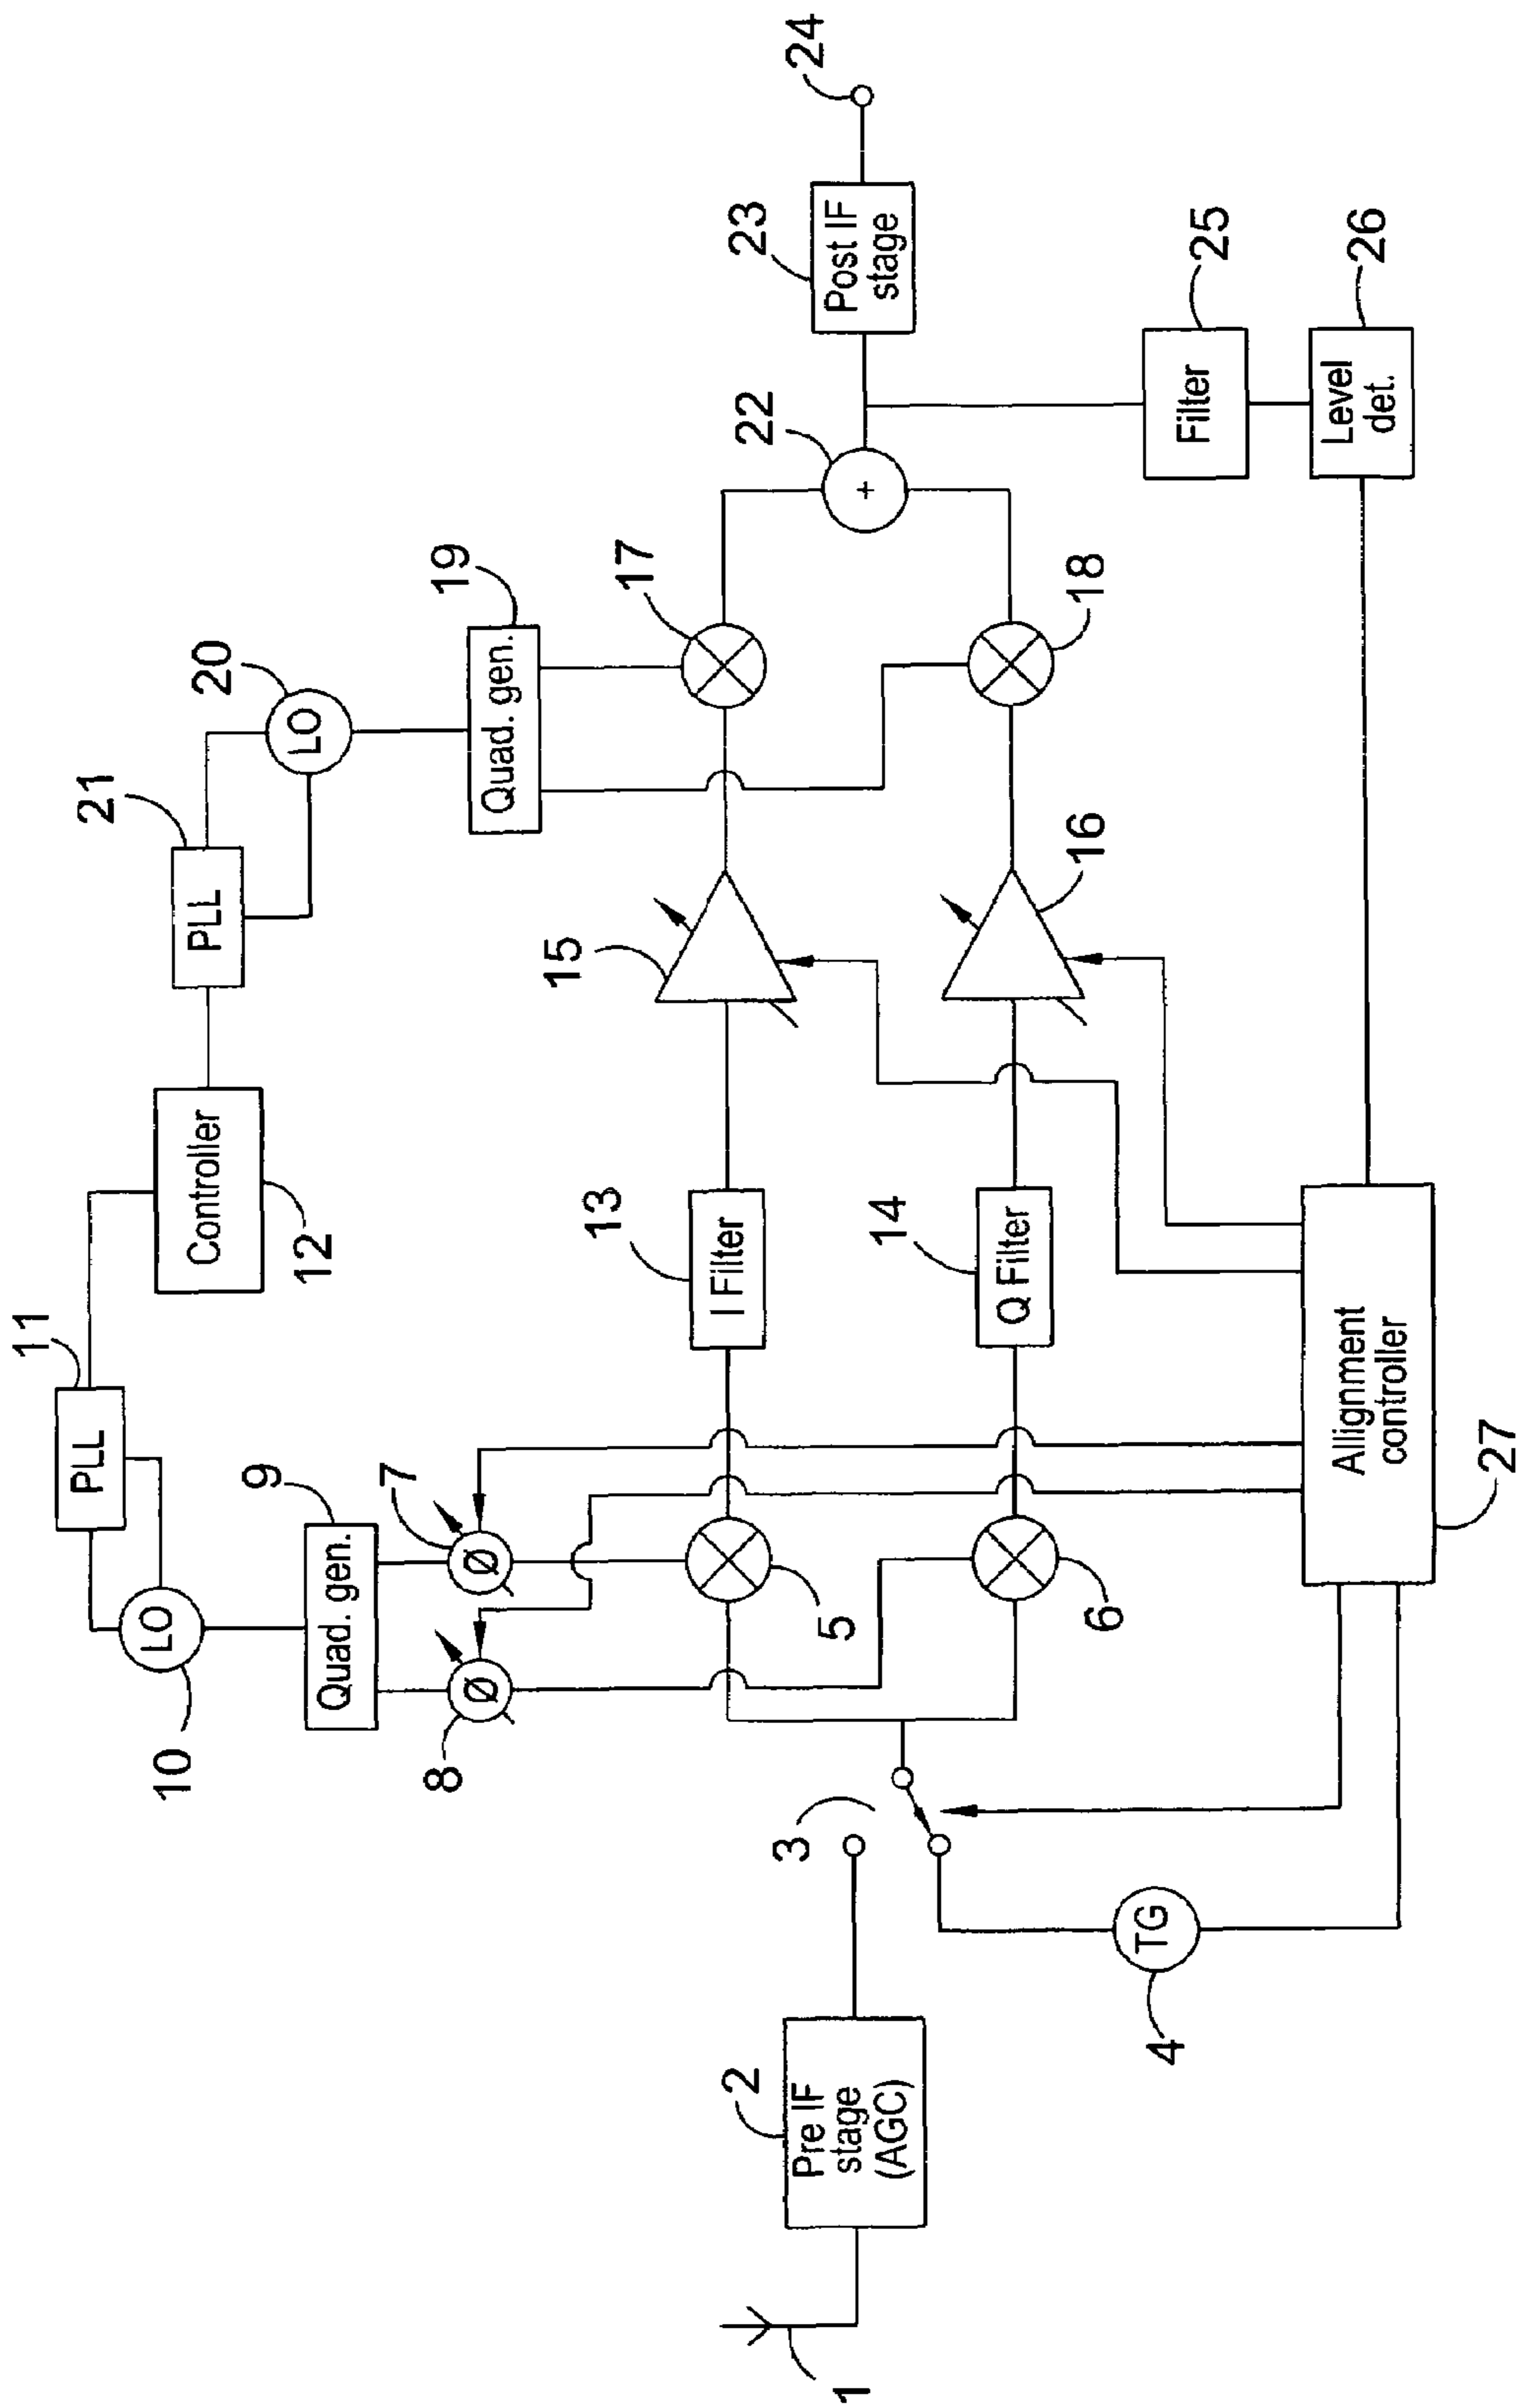 11
PLL
10
LO
9
Quad. gen.
8
Ø
7
Ø
Controller
12
21
PLL
20
LO
19
Quad. gen.
1
2
Pre IF
stage
(AGC)
3
4
TG
5
6
13
I Filter
14
Q Filter
15
16
17
18
22
+
23
Post IF
stage
24
25
Filter
26
Level
det.
Allignment
controller
27